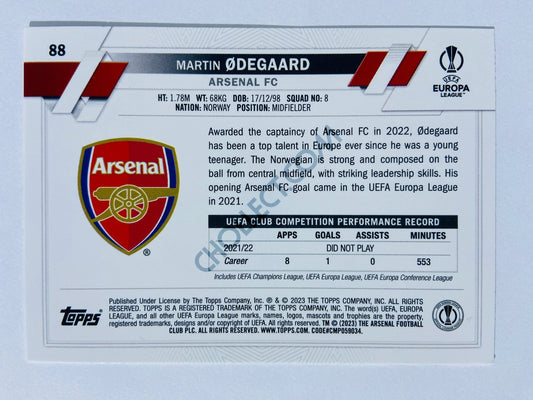 88
MARTIN ØDEGAARD
ARSENAL FC
HT: 1.78M WT: 68KG DOB: 17/12/98 SQUAD NO: 8
NATION: NORWAY POSITION: MIDFIELDER
UEFA
EUROPA
LEAGUE™
Arsenal
®
Awarded the captaincy of Arsenal FC in 2022, Ødegaard
has been a top talent in Europe ever since he was a young
teenager. The Norwegian is strong and composed on the
ball from central midfield, with striking leadership skills. His
opening Arsenal FC goal came in the UEFA Europa League
in 2021.
UEFA CLUB COMPETITION PERFORMANCE RECORD
APPS GOALS ASSISTS MINUTES
2021/22 DID NOT PLAY
Career 8 1 0 553
Includes UEFA Champions League, UEFA Europa League, UEFA Europa Conference League
CHOLLECT.COM
Topps
Published Under License by The Topps Company, Inc. ® & © 2023 THE TOPPS COMPANY, INC. ALL RIGHTS
RESERVED. TOPPS IS A REGISTERED TRADEMARK OF THE TOPPS COMPANY, INC. The word(s) UEFA, EUROPA
LEAGUE, and all other UEFA Europa League marks, names, logos, mascots and trophies are the property,
registered trademarks, designs and/or copyright of UEFA. All rights reserved. TM © (2023) THE ARSENAL FOOTBALL
CLUB PLC. ALL RIGHTS RESERVED. WWW.TOPPS.COM. CODE#CMP059034.